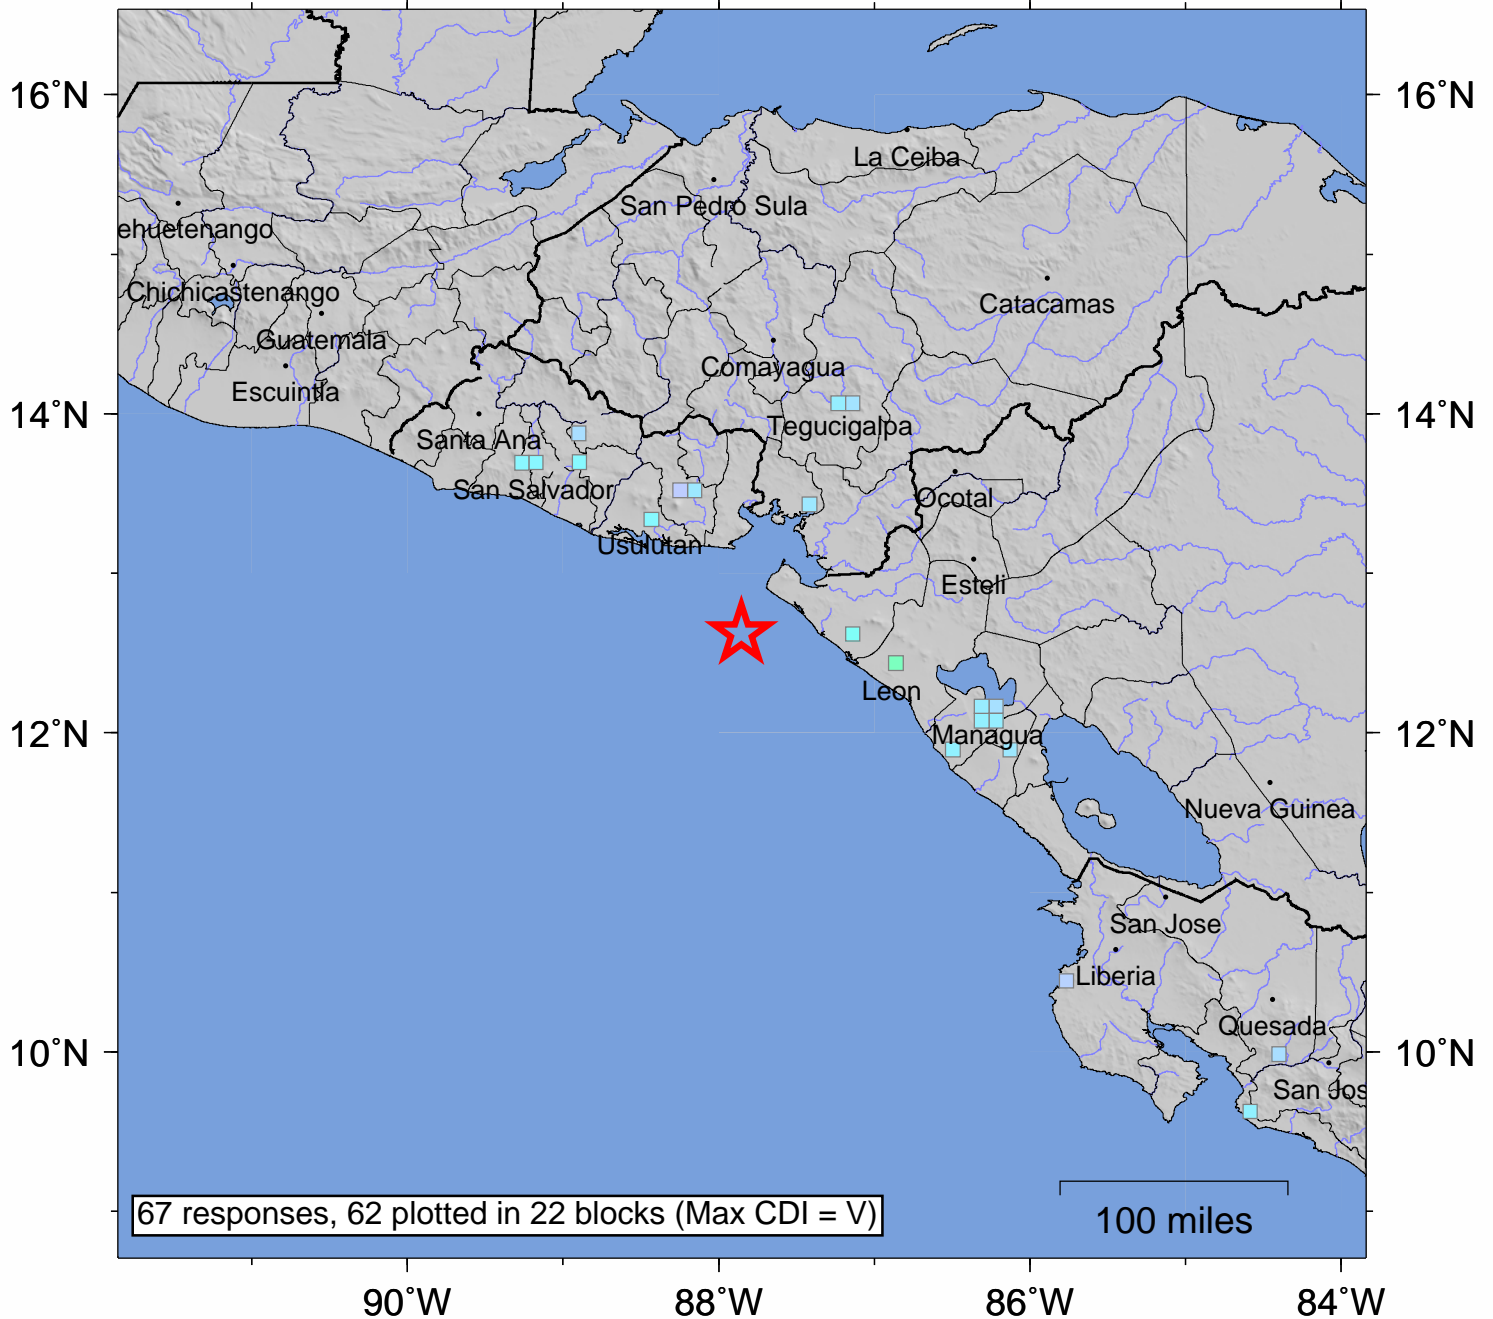 16°N
16°N
La Ceiba
San Pedro Sula
ehuetenango
Chichicastenango
Catacamas
Guatemala
Comayagua
Escuintla
14°N
14°N
Tegucigalpa
Santa Ana
San Salvador
Ocotal
Usulutan
Esteli
Leon
12°N
Managua
12°N
Nueva Guinea
San Jose
Liberia
Quesada
10°N
10°N
San Jos
67 responses, 62 plotted in 22 blocks (Max CDI = V)
100 miles
90°W
88°W
86°W
84°W